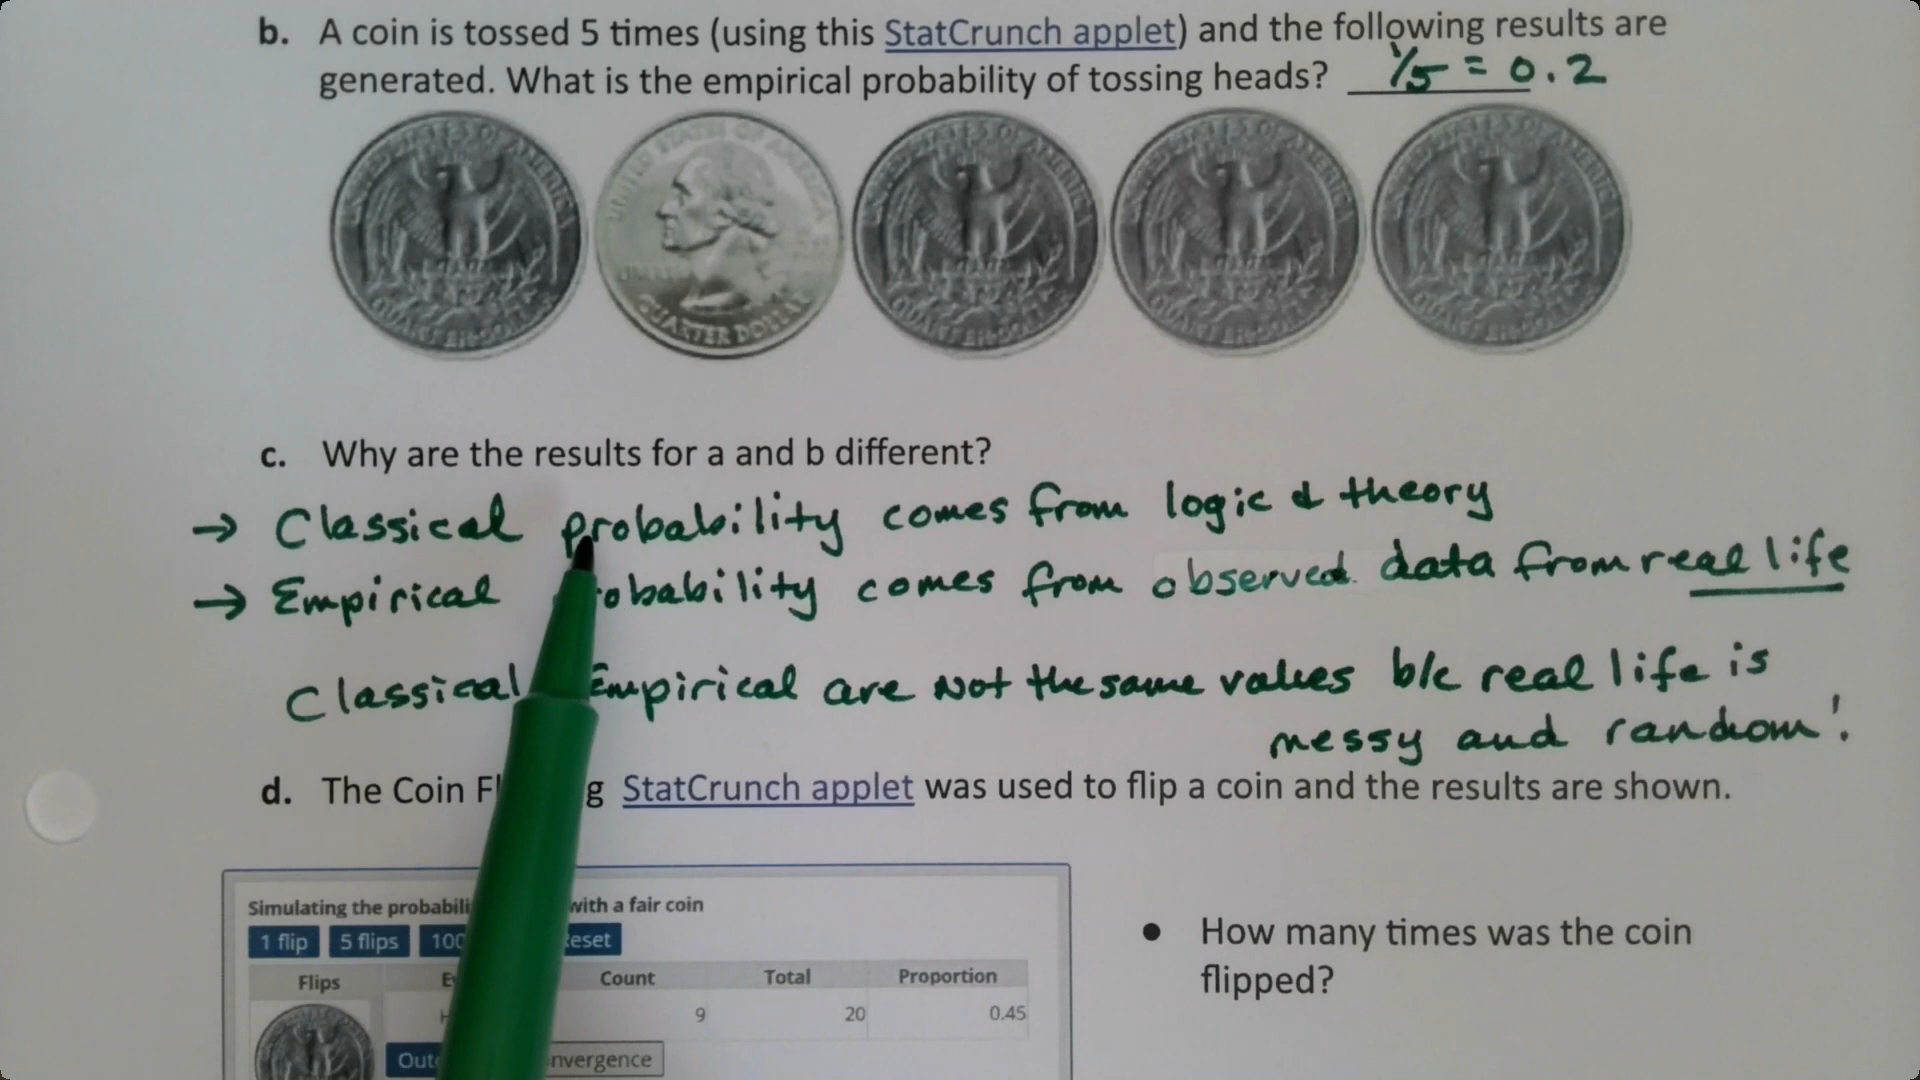 b. A coin is tossed 5 times (using this StatCrunch applet) and the following results are
generated. What is the empirical probability of tossing heads? 1/5 = 0.2
QUARTER DOLLAR
c. Why are the results for a and b different?
→ Classical probability comes from logic & theory
→ Empirical obability comes from observed data from real life
Classical Empirical are Not the same values b/c real life is
messy and random!
d. The Coin Fl g StatCrunch applet was used to flip a coin and the results are shown.
Simulating the probabili with a fair coin
1 flip 5 flips 100 Reset
Flips Count Total Proportion
9 20 0.45
Out nvergence
• How many times was the coin
flipped?